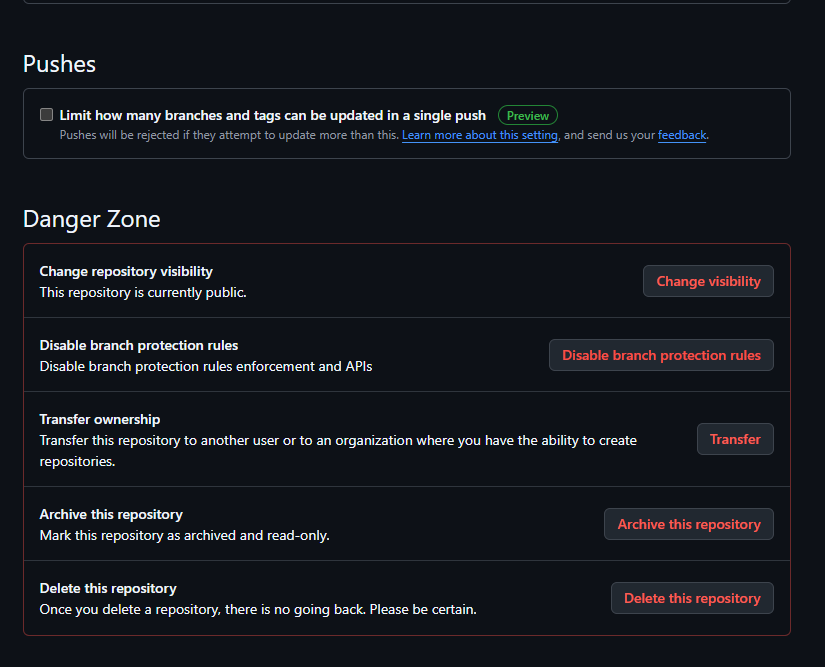 Pushes
Limit how many branches and tags can be updated in a single push Preview
Pushes will be rejected if they attempt to update more than this. Learn more about this setting, and send us your feedback.
Danger Zone
Change repository visibility
This repository is currently public.
Change visibility
Disable branch protection rules
Disable branch protection rules enforcement and APIs
Disable branch protection rules
Transfer ownership
Transfer this repository to another user or to an organization where you have the ability to create
repositories.
Transfer
Archive this repository
Mark this repository as archived and read-only.
Archive this repository
Delete this repository
Once you delete a repository, there is no going back. Please be certain.
Delete this repository